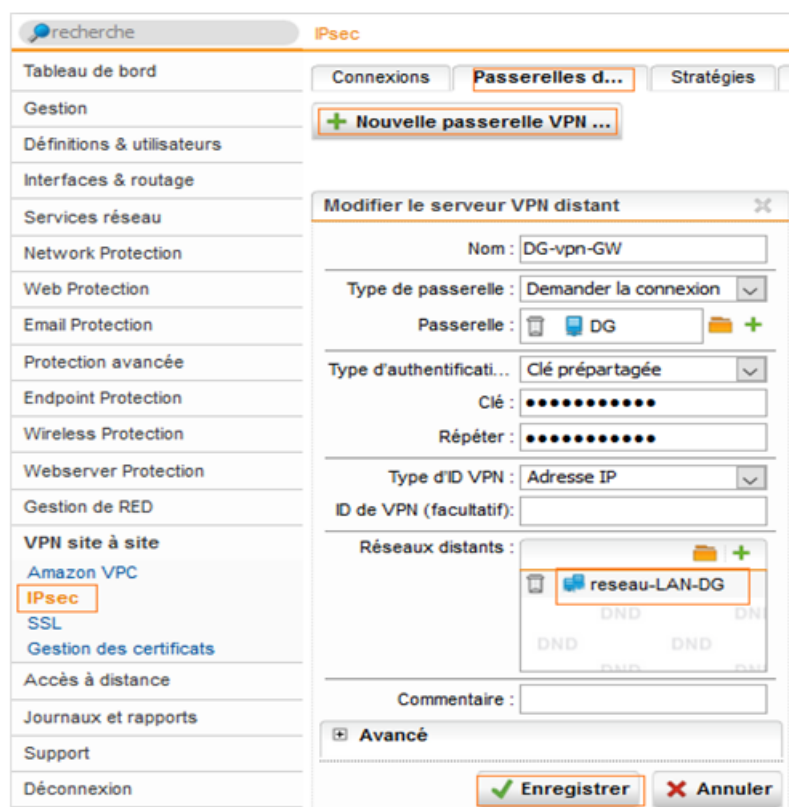 recherche
Tableau de bord
Gestion
Définitions & utilisateurs
Interfaces & routage
Services réseau
Network Protection
Web Protection
Email Protection
Protection avancée
Endpoint Protection
Wireless Protection
Webserver Protection
Gestion de RED
VPN site à site
Amazon VPC
IPsec
SSL
Gestion des certificats
Accès à distance
Journaux et rapports
Support
Déconnexion
IPsec
Connexions Passerelles d... Stratégies
Nouvelle passerelle VPN ...
Modifier le serveur VPN distant
Nom : DG-vpn-GW
Type de passerelle : Demander la connexion
Passerelle : DG
Type d'authentificati... Clé prépartagée
Clé : •••••••••••
Répéter : •••••••••••
Type d'ID VPN : Adresse IP
ID de VPN (facultatif):
Réseaux distants :
reseau-LAN-DG
DND DND
DND DND
DND DND
Commentaire :
Avancé
Enregistrer Annuler